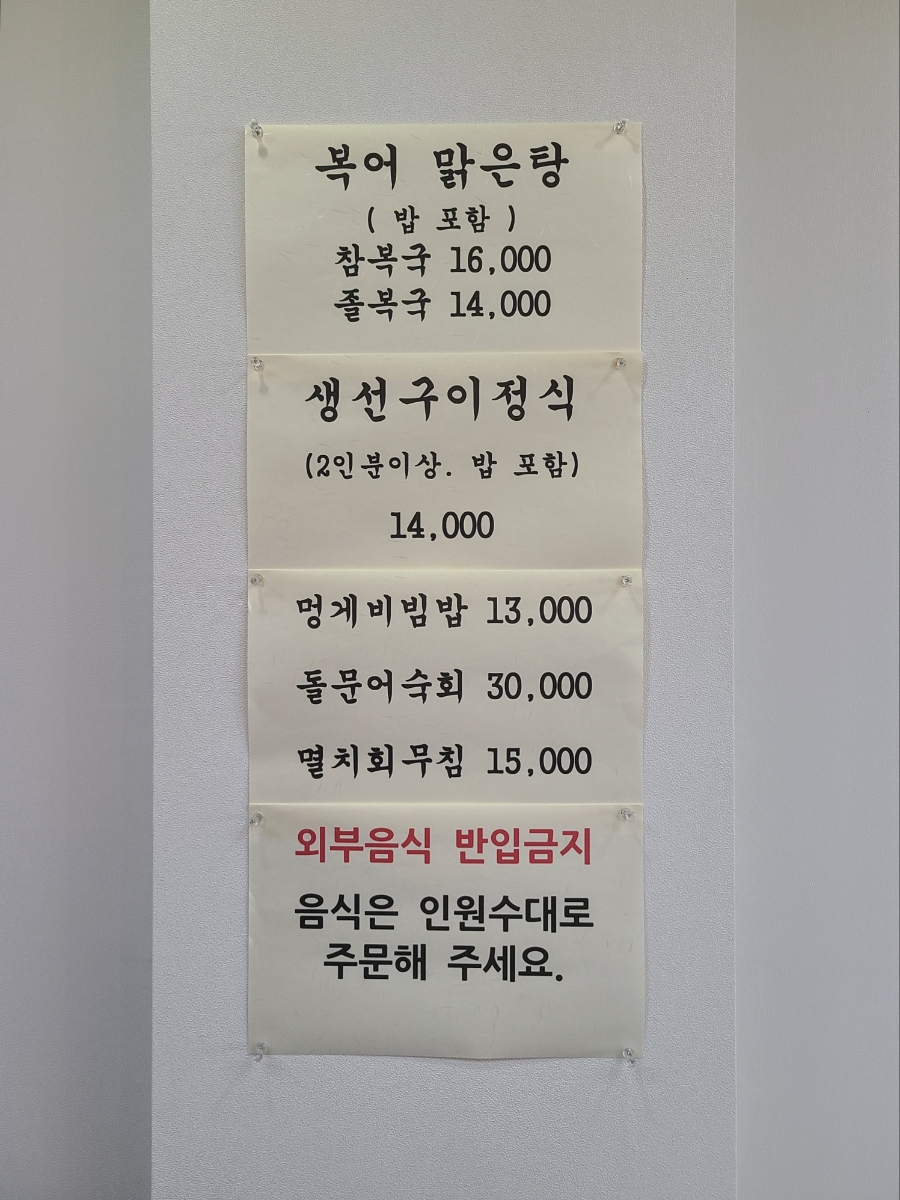 복어 맑은탕
( 밥 포함 )
참복국 16,000
졸복국 14,000
생선구이정식
(2인분이상. 밥 포함)
14,000
멍게비빔밥 13,000
돌문어숙회 30,000
멸치회무침 15,000
외부음식 반입금지
음식은 인원수대로
주문해 주세요.